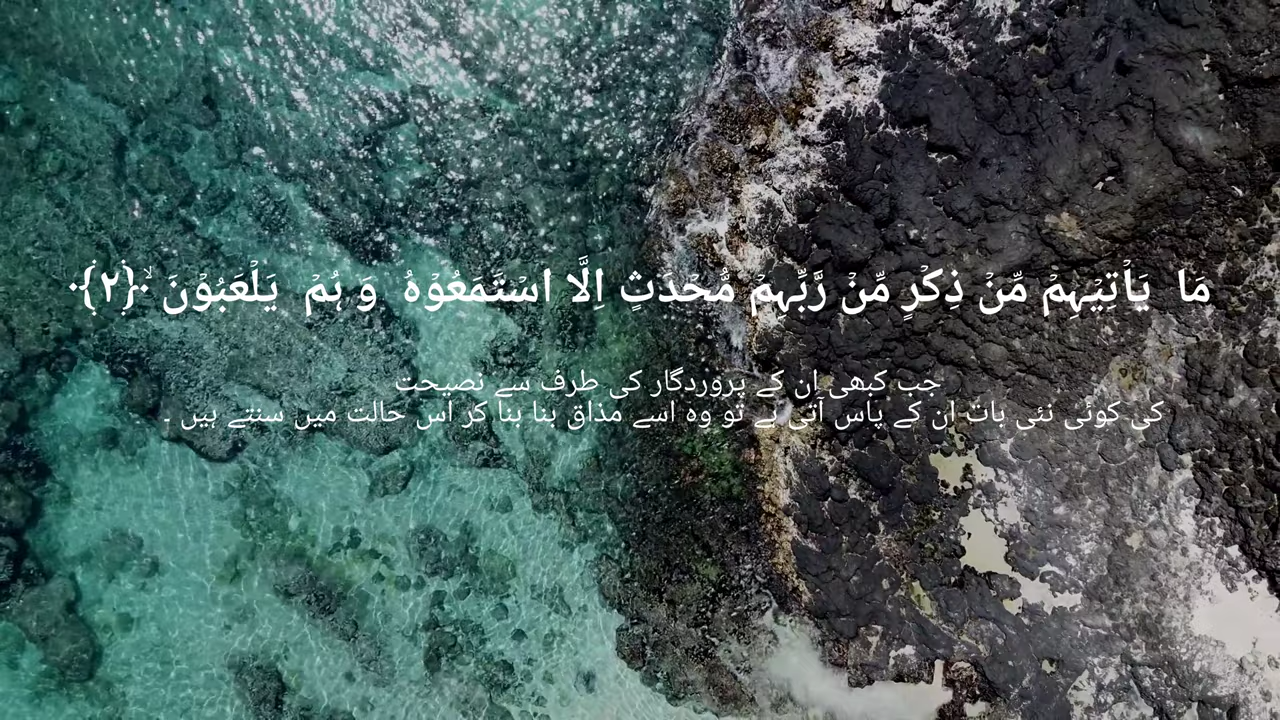 مَا یَاۡتِیۡہِمۡ مِّنۡ ذِکۡرٍ مِّنۡ رَّبِّہِمۡ مُّحۡدَثٍ اِلَّا اسۡتَمَعُوۡہُ وَ ہُمۡ یَلۡعَبُوۡنَ ۙ﴿۲﴾
جب کبھی ان کے پروردگار کی طرف سے نصیحت
کی کوئی نئی بات ان کے پاس آتی ہے تو وہ اسے مذاق بنا بنا کر اس حالت میں سنتے ہیں ۔